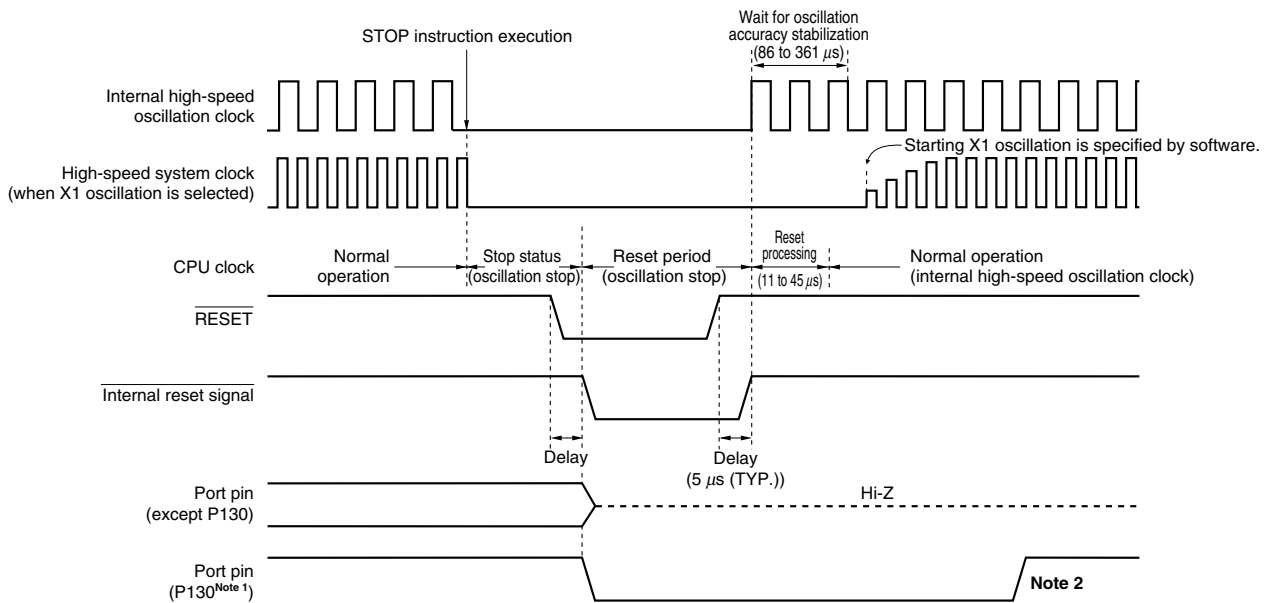 Wait for oscillation
accuracy stabilization
(86 to 361 μs)
STOP instruction execution
Internal high-speed
oscillation clock
Starting X1 oscillation is specified by software.
High-speed system clock
(when X1 oscillation is selected)
CPU clock
Normal
operation
Stop status
(oscillation stop)
Reset period
(oscillation stop)
Reset
processing
(11 to 45 μs)
Normal operation
(internal high-speed oscillation clock)
RESET
Internal reset signal
Delay
Delay
(5 μs (TYP.))
Port pin
(except P130)
Hi-Z
Port pin
(P130Note 1)
Note 2